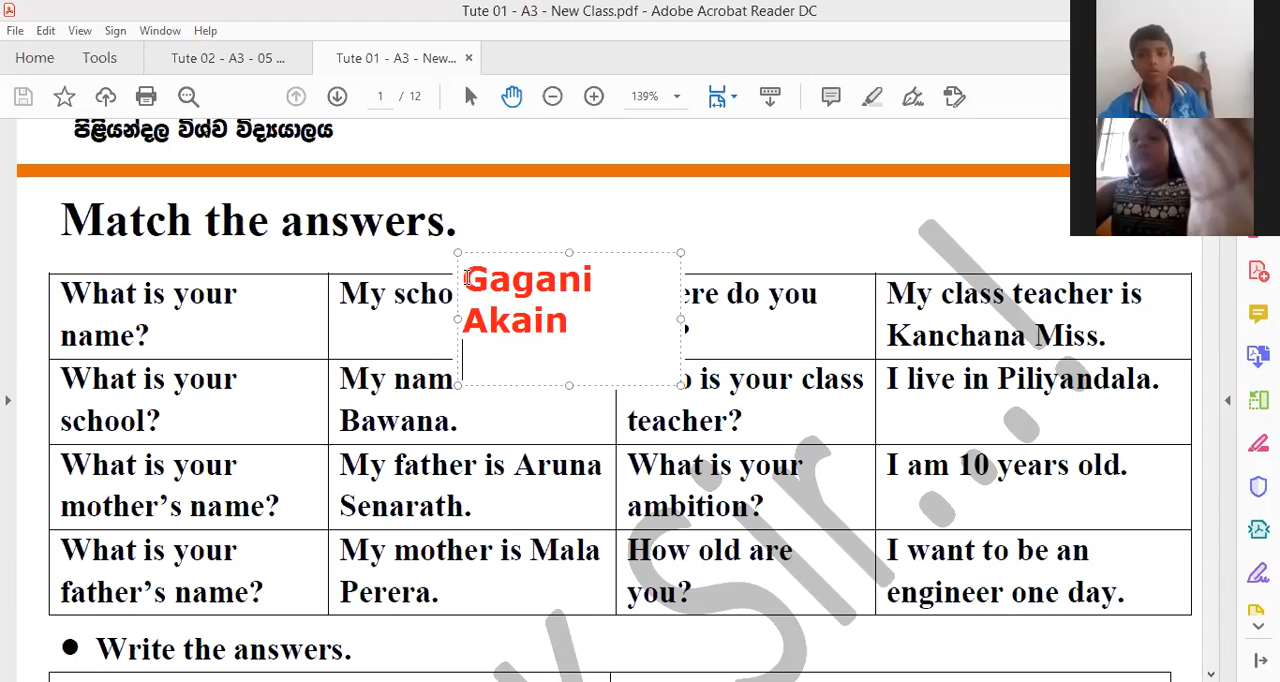 Tute 01 - A3 - New Class.pdf - Adobe Acrobat Reader DC
File Edit View Sign Window Help
Home Tools Tute 02 - A3 - 05 ... Tute 01 - A3 - New... ×
1 / 12 139%
පිළියන්දල විශ්ව විද්‍යයාලය
Match the answers.
Gagani
Akain
What is your
name?
My scho
ere do you
?
My class teacher is
Kanchana Miss.
What is your
school?
My nam
Bawana.
is your class
teacher?
I live in Piliyandala.
What is your
mother's name?
My father is Aruna
Senarath.
What is your
ambition?
I am 10 years old.
What is your
father's name?
My mother is Mala
Perera.
How old are
you?
I want to be an
engineer one day.
• Write the answers.
Sir...!